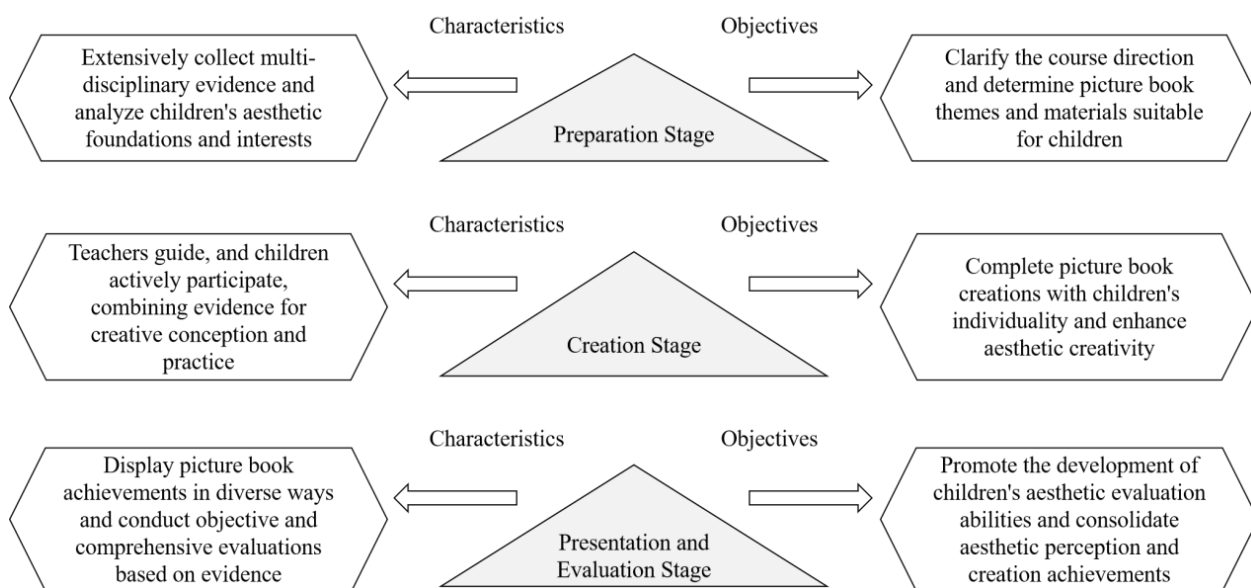 Characteristics
Objectives
Extensively collect multi-
disciplinary evidence and
analyze children's aesthetic
foundations and interests
Preparation Stage
Clarify the course direction
and determine picture book
themes and materials suitable
for children
Characteristics
Objectives
Teachers guide, and children
actively participate,
combining evidence for
creative conception and
practice
Creation Stage
Complete picture book
creations with children's
individuality and enhance
aesthetic creativity
Characteristics
Objectives
Display picture book
achievements in diverse ways
and conduct objective and
comprehensive evaluations
based on evidence
Presentation and
Evaluation Stage
Promote the development of
children's aesthetic evaluation
abilities and consolidate
aesthetic perception and
creation achievements